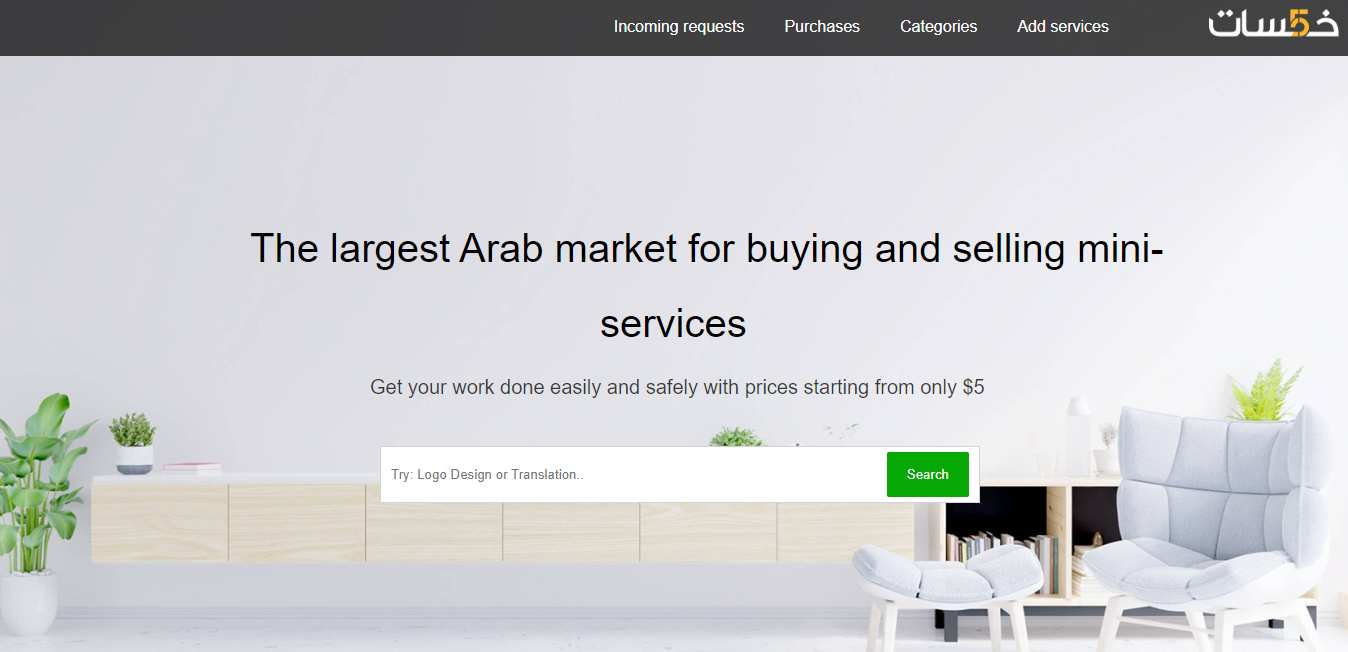 Incoming requests Purchases Categories Add services خ5سات
The largest Arab market for buying and selling mini-
services
Get your work done easily and safely with prices starting from only $5
Try: Logo Design or Translation.. Search